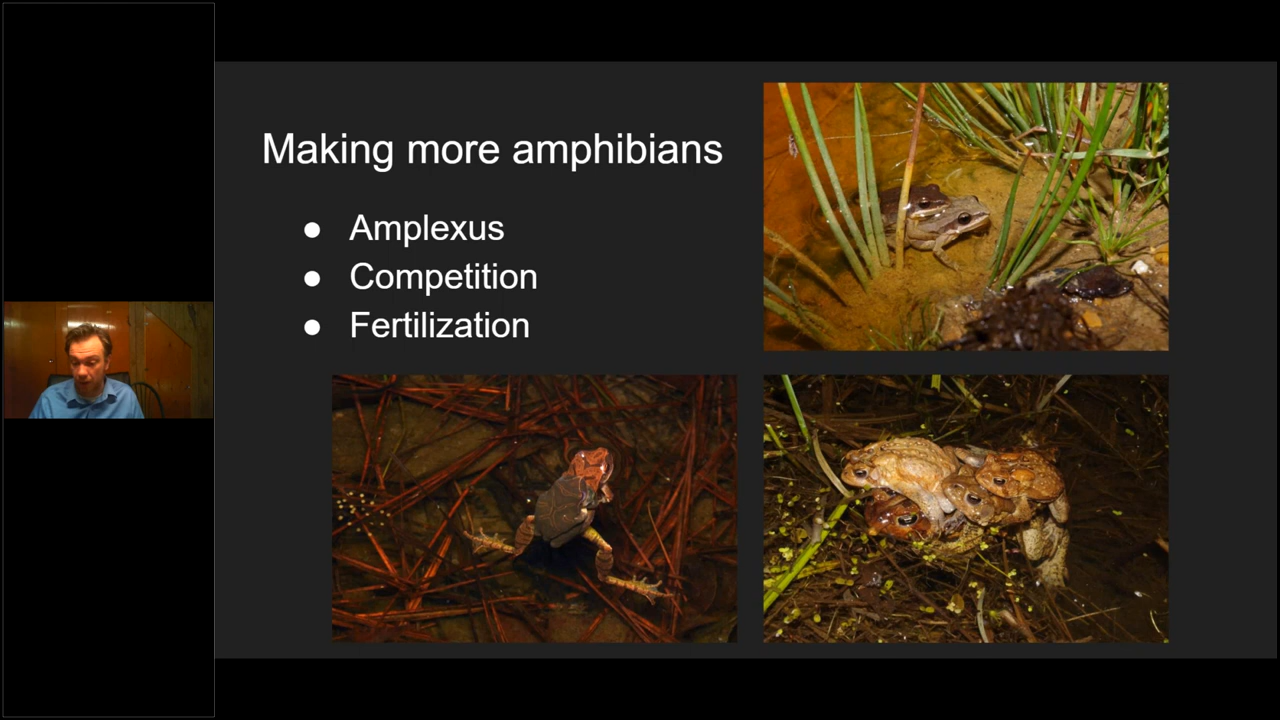 Making more amphibians
● Amplexus
● Competition
● Fertilization